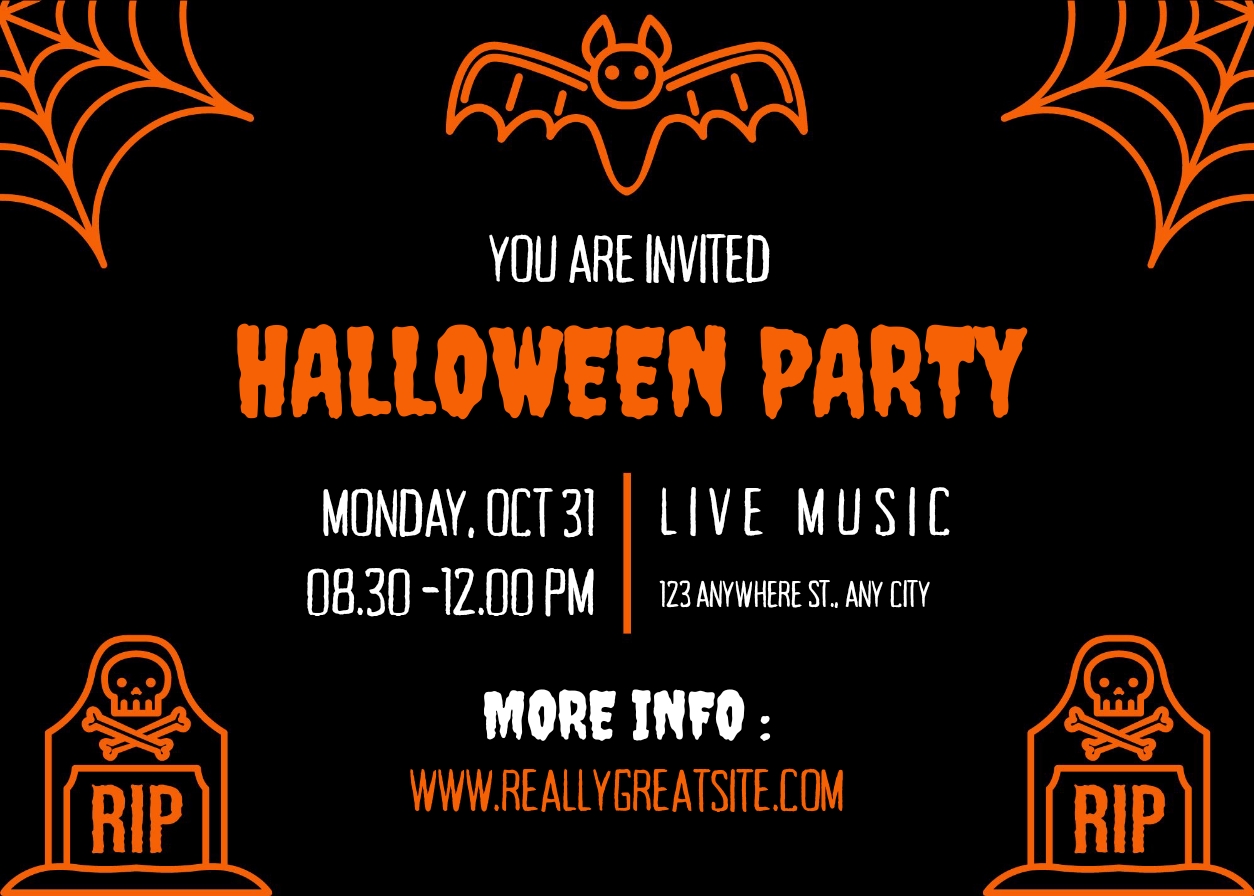 YOU ARE INVITED
HALLOWEEN PARTY
MONDAY, OCT 31
08.30 -12.00 PM
LIVE MUSIC
123 ANYWHERE ST., ANY CITY
MORE INFO :
WWW.REALLYGREATSITE.COM
RIP
RIP